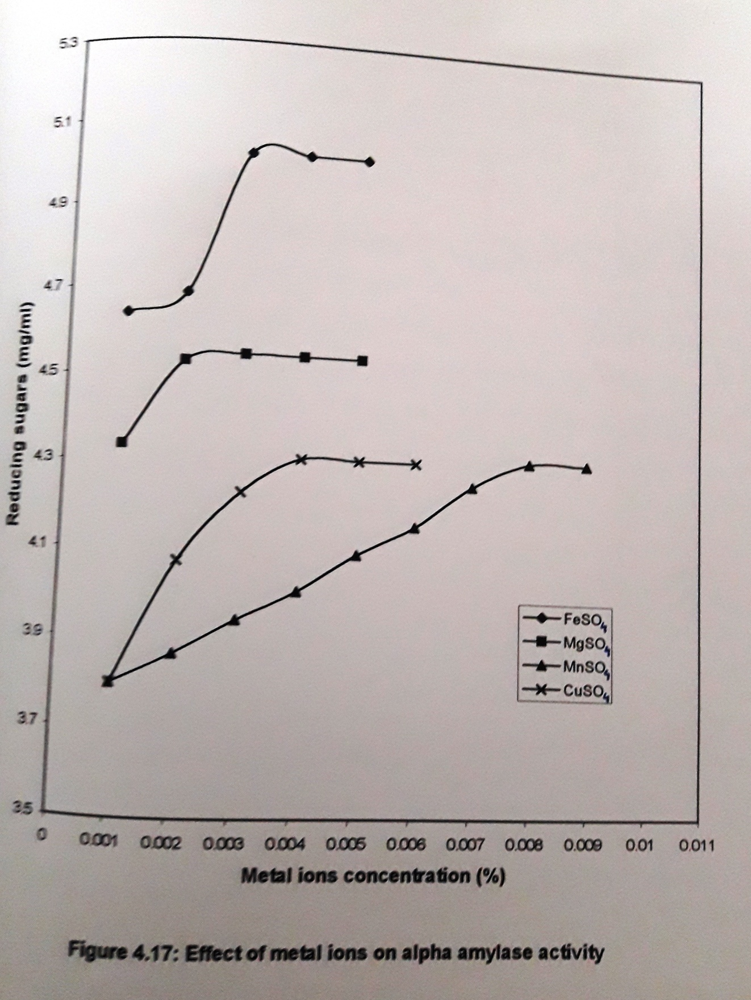 5.3
5.1
4.9
4.7
4.5
4.3
4.1
3.9
3.7
3.5
Reducing sugars (mg/ml)
FeSO4
MgSO4
MnSO4
CuSO4
0 0.001 0.002 0.003 0.004 0.005 0.006 0.007 0.008 0.009 0.01 0.011
Metal ions concentration (%)
Figure 4.17: Effect of metal ions on alpha amylase activity